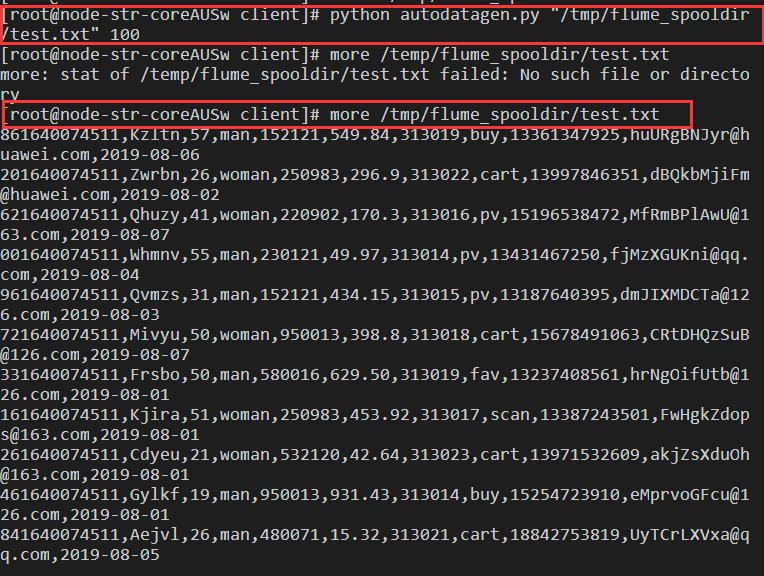 [root@node-str-coreAUSw client]# python autodatagen.py "/tmp/flume_spooldir
/test.txt" 100
[root@node-str-coreAUSw client]# more /temp/flume_spooldir/test.txt
more: stat of /temp/flume_spooldir/test.txt failed: No such file or directo
ry
[root@node-str-coreAUSw client]# more /tmp/flume_spooldir/test.txt
861640074511,Kzltn,57,man,152121,549.84,313019,buy,13361347925,huURgBNJyr@h
uawei.com,2019-08-06
201640074511,Zwrbn,26,woman,250983,296.9,313022,cart,13997846351,dBQkbMjiFm
@huawei.com,2019-08-02
621640074511,Qhuzy,41,woman,220902,170.3,313016,pv,15196538472,MfRmBPlAwU@1
63.com,2019-08-07
001640074511,Whmnv,55,man,230121,49.97,313014,pv,13431467250,fjMzXGUKni@qq.
com,2019-08-04
961640074511,Qvmzs,31,man,152121,434.15,313015,pv,13187640395,dmJIXMDCTa@12
6.com,2019-08-03
721640074511,Mivyu,50,woman,950013,398.8,313018,cart,15678491063,CRtDHQzSuB
@126.com,2019-08-07
331640074511,Frsbo,50,man,580016,629.50,313019,fav,13237408561,hrNgOifUtb@1
26.com,2019-08-01
161640074511,Kjira,51,woman,250983,453.92,313017,scan,13387243501,FwHgkZdop
s@163.com,2019-08-01
261640074511,Cdyeu,21,woman,532120,42.64,313023,cart,13971532609,akjZsXduOh
@163.com,2019-08-01
461640074511,Gylkf,19,man,950013,931.43,313014,buy,15254723910,eMprvoGFcu@1
26.com,2019-08-01
841640074511,Aejvl,26,man,480071,15.32,313021,cart,18842753819,UyTCrLXVxa@q
q.com,2019-08-05